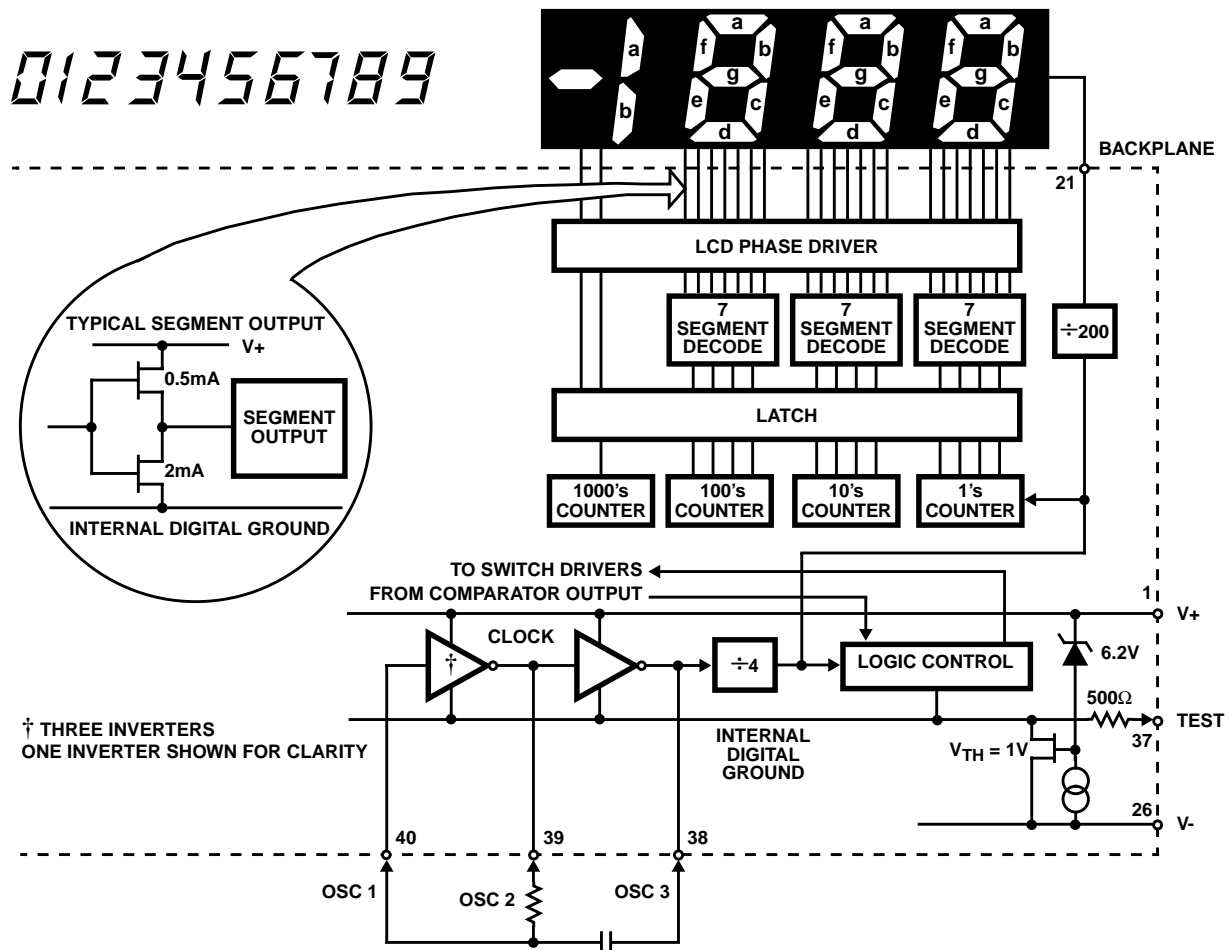 0123456789
a
b
a
f
b
g
e
c
d
a
f
b
g
e
c
d
a
f
b
g
e
c
d
BACKPLANE
21
LCD PHASE DRIVER
7
SEGMENT
DECODE
7
SEGMENT
DECODE
7
SEGMENT
DECODE
÷200
TYPICAL SEGMENT OUTPUT
V+
0.5mA
SEGMENT
OUTPUT
2mA
INTERNAL DIGITAL GROUND
LATCH
1000's
COUNTER
100's
COUNTER
10's
COUNTER
1's
COUNTER
TO SWITCH DRIVERS
FROM COMPARATOR OUTPUT
1
V+
CLOCK
†
÷4
LOGIC CONTROL
6.2V
500Ω
TEST
37
† THREE INVERTERS
ONE INVERTER SHOWN FOR CLARITY
INTERNAL
DIGITAL
GROUND
VTH = 1V
26
V-
40
39
38
OSC 1
OSC 2
OSC 3